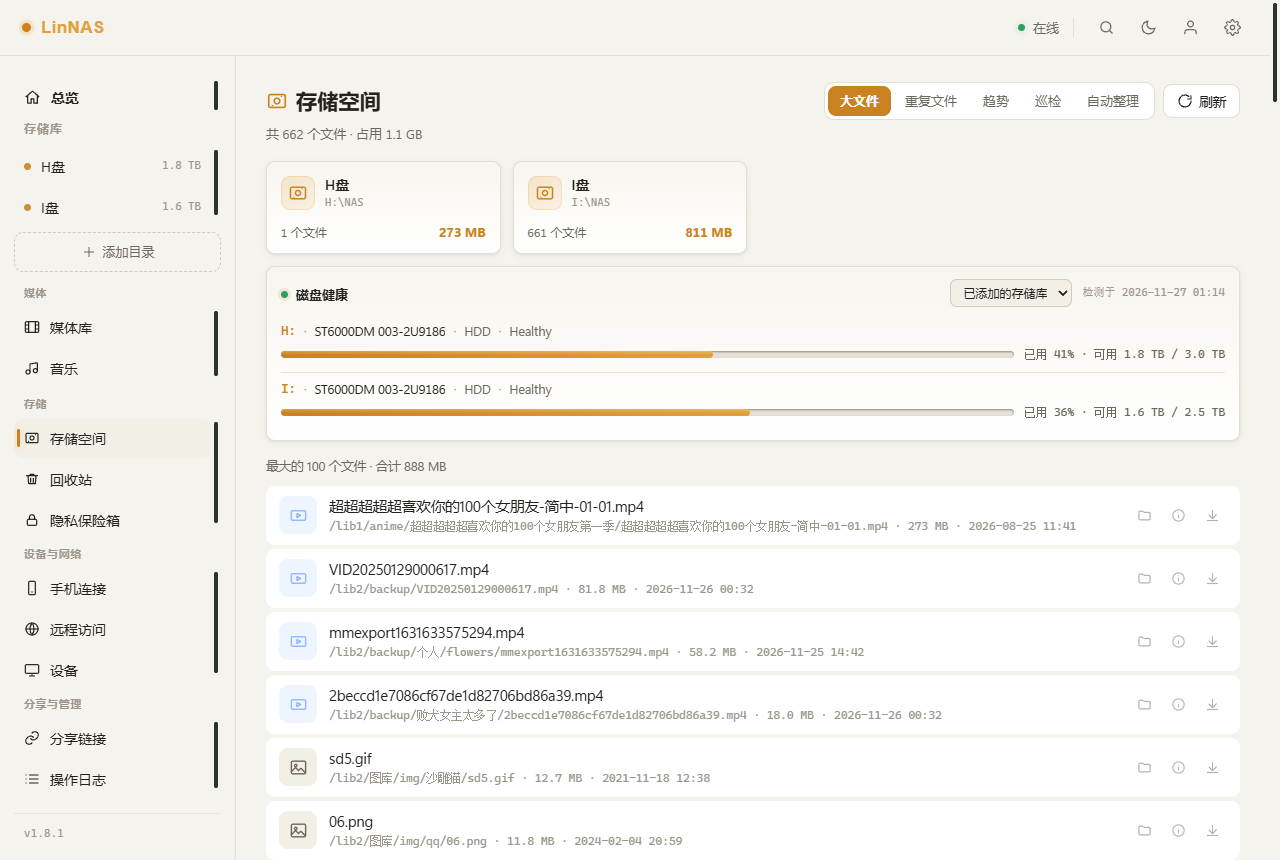 LinNAS
在线
总览
存储库
H盘 1.8 TB
I盘 1.6 TB
添加目录
媒体
媒体库
音乐
存储
存储空间
回收站
隐私保险箱
设备与网络
手机连接
远程访问
设备
分享与管理
分享链接
操作日志
v1.8.1
存储空间
大文件 重复文件 趋势 巡检 自动整理 刷新
共 662 个文件 · 占用 1.1 GB
H盘
H:\NAS
1 个文件 273 MB
I盘
I:\NAS
661 个文件 811 MB
磁盘健康 已添加的存储库 检测于 2026-11-27 01:14
H: · ST6000DM 003-2U9186 · HDD · Healthy
已用 41% · 可用 1.8 TB / 3.0 TB
I: · ST6000DM 003-2U9186 · HDD · Healthy
已用 36% · 可用 1.6 TB / 2.5 TB
最大的 100 个文件 · 合计 888 MB
超超超超超喜欢你的100个女朋友-简中-01-01.mp4
/lib1/anime/超超超超超喜欢你的100个女朋友第一季/超超超超超喜欢你的100个女朋友-简中-01-01.mp4 · 273 MB · 2026-08-25 11:41
VID20250129000617.mp4
/lib2/backup/VID20250129000617.mp4 · 81.8 MB · 2026-11-26 00:32
mmexport1631633575294.mp4
/lib2/backup/个人/flowers/mmexport1631633575294.mp4 · 58.2 MB · 2026-11-25 14:42
2beccd1e7086cf67de1d82706bd86a39.mp4
/lib2/backup/败犬女主太多了/2beccd1e7086cf67de1d82706bd86a39.mp4 · 18.0 MB · 2026-11-26 00:32
sd5.gif
/lib2/图库/img/沙雕猫/sd5.gif · 12.7 MB · 2021-11-18 12:38
06.png
/lib2/图库/img/qq/06.png · 11.8 MB · 2024-02-04 20:59